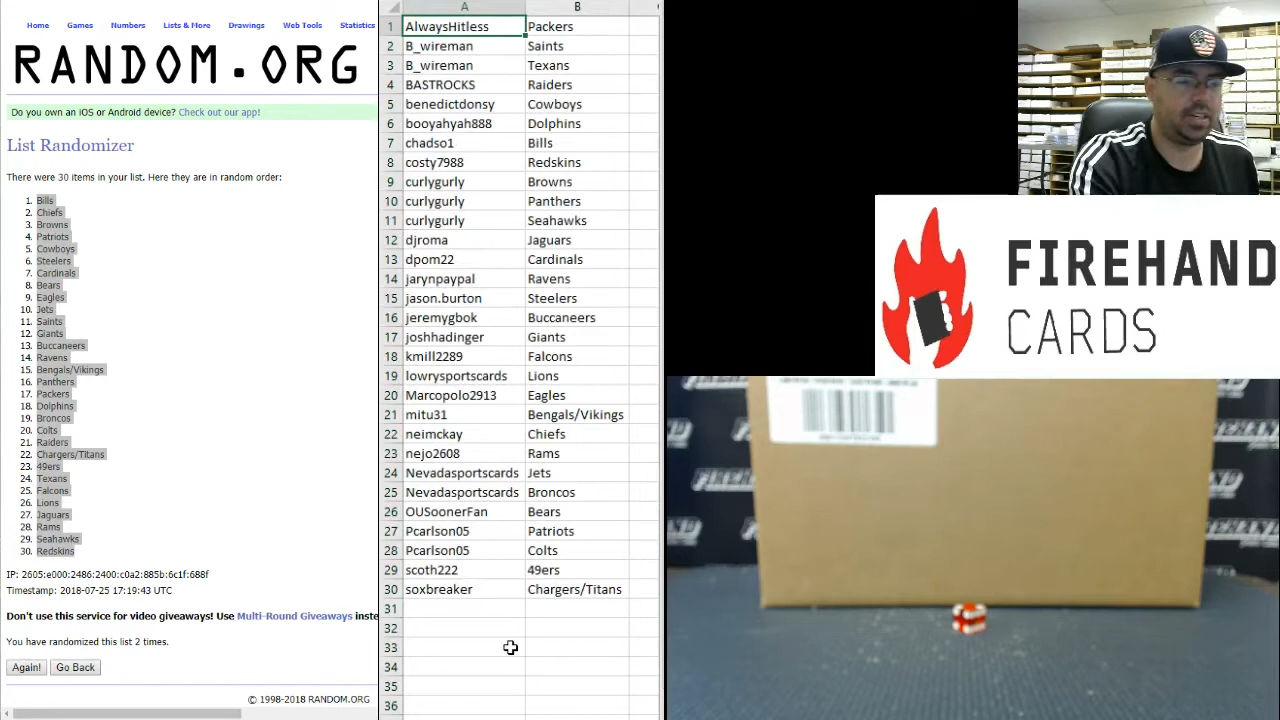 Home Games Numbers Lists & More Drawings Web Tools Statistics
RANDOM.ORG
Do you own an iOS or Android device? Check out our app!
List Randomizer
There were 30 items in your list. Here they are in random order:
1. Bills
2. Chiefs
3. Browns
4. Patriots
5. Cowboys
6. Steelers
7. Cardinals
8. Bears
9. Eagles
10. Jets
11. Saints
12. Giants
13. Buccaneers
14. Ravens
15. Bengals/Vikings
16. Panthers
17. Packers
18. Dolphins
19. Broncos
20. Colts
21. Raiders
22. Chargers/Titans
23. 49ers
24. Texans
25. Falcons
26. Lions
27. Jaguars
28. Rams
29. Seahawks
30. Redskins
IP: 2605:e000:2486:2400:c0a2:885b:6c1f:688f
Timestamp: 2018-07-25 17:19:43 UTC
Don't use this service for video giveaways! Use Multi-Round Giveaways inste
You have randomized this list 2 times.
Again! Go Back
© 1998-2018 RANDOM.ORG
A B
1 AlwaysHitless Packers
2 B_wireman Saints
3 B_wireman Texans
4 BASTROCKS Raiders
5 benedictdonsy Cowboys
6 booyahyah888 Dolphins
7 chadso1 Bills
8 costy7988 Redskins
9 curlygurly Browns
10 curlygurly Panthers
11 curlygurly Seahawks
12 djroma Jaguars
13 dpom22 Cardinals
14 jarynpaypal Ravens
15 jason.burton Steelers
16 jeremygbok Buccaneers
17 joshhadinger Giants
18 kmill2289 Falcons
19 lowrysportscards Lions
20 Marcopolo2913 Eagles
21 mitu31 Bengals/Vikings
22 neimckay Chiefs
23 nejo2608 Rams
24 Nevadasportscards Jets
25 Nevadasportscards Broncos
26 OUSoonerFan Bears
27 Pcarlson05 Patriots
28 Pcarlson05 Colts
29 scoth222 49ers
30 soxbreaker Chargers/Titans
31
32
33
34
35
36
FIREHAND
CARDS